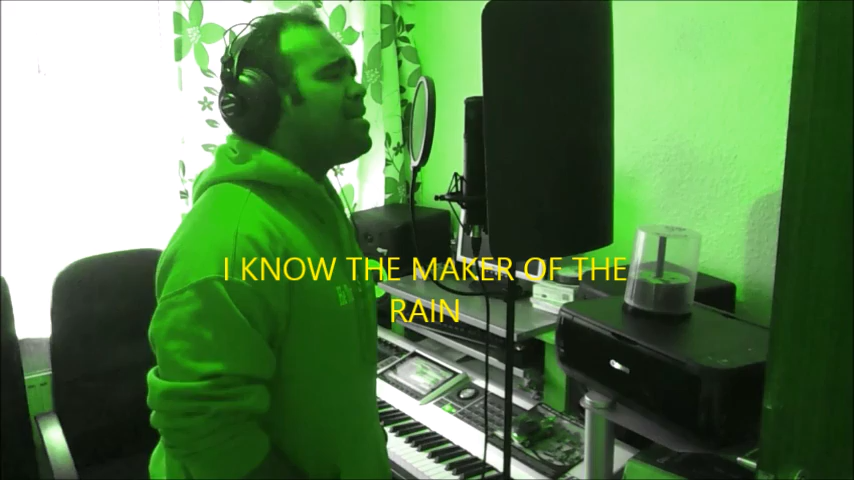 I KNOW THE MAKER OF THE
RAIN